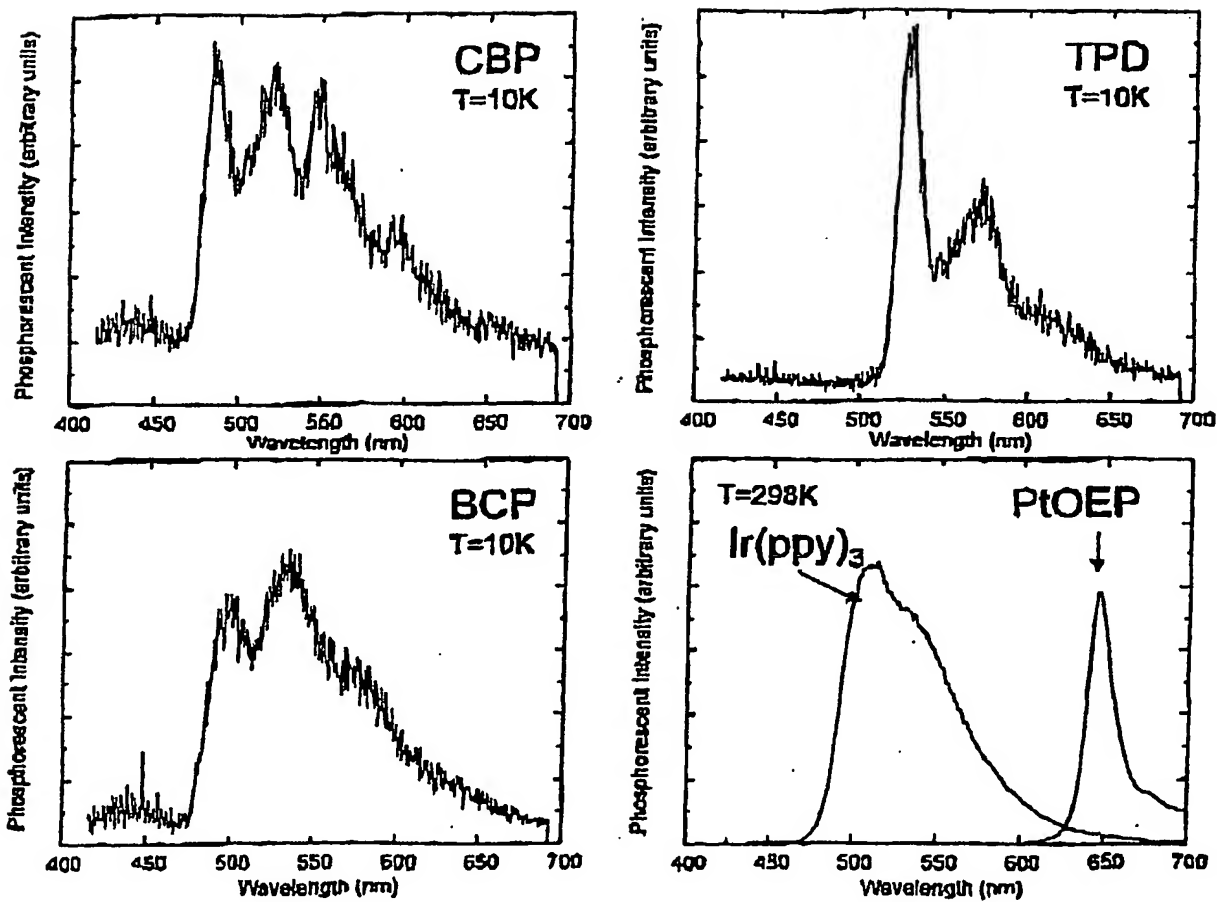 Phosphorescent Intensity (arbitrary units)
CBP
T=10K
400 450 500 550 600 650 700
Wavelength (nm)
Phosphorescent Intensity (arbitrary units)
TPD
T=10K
400 450 500 550 600 650 700
Wavelength (nm)
Phosphorescent Intensity (arbitrary units)
BCP
T=10K
400 450 500 550 600 650 700
Wavelength (nm)
Phosphorescent Intensity (arbitrary units)
T=298K
PtOEP
Ir(ppy)₃
400 450 500 550 600 650 700
Wavelength (nm)